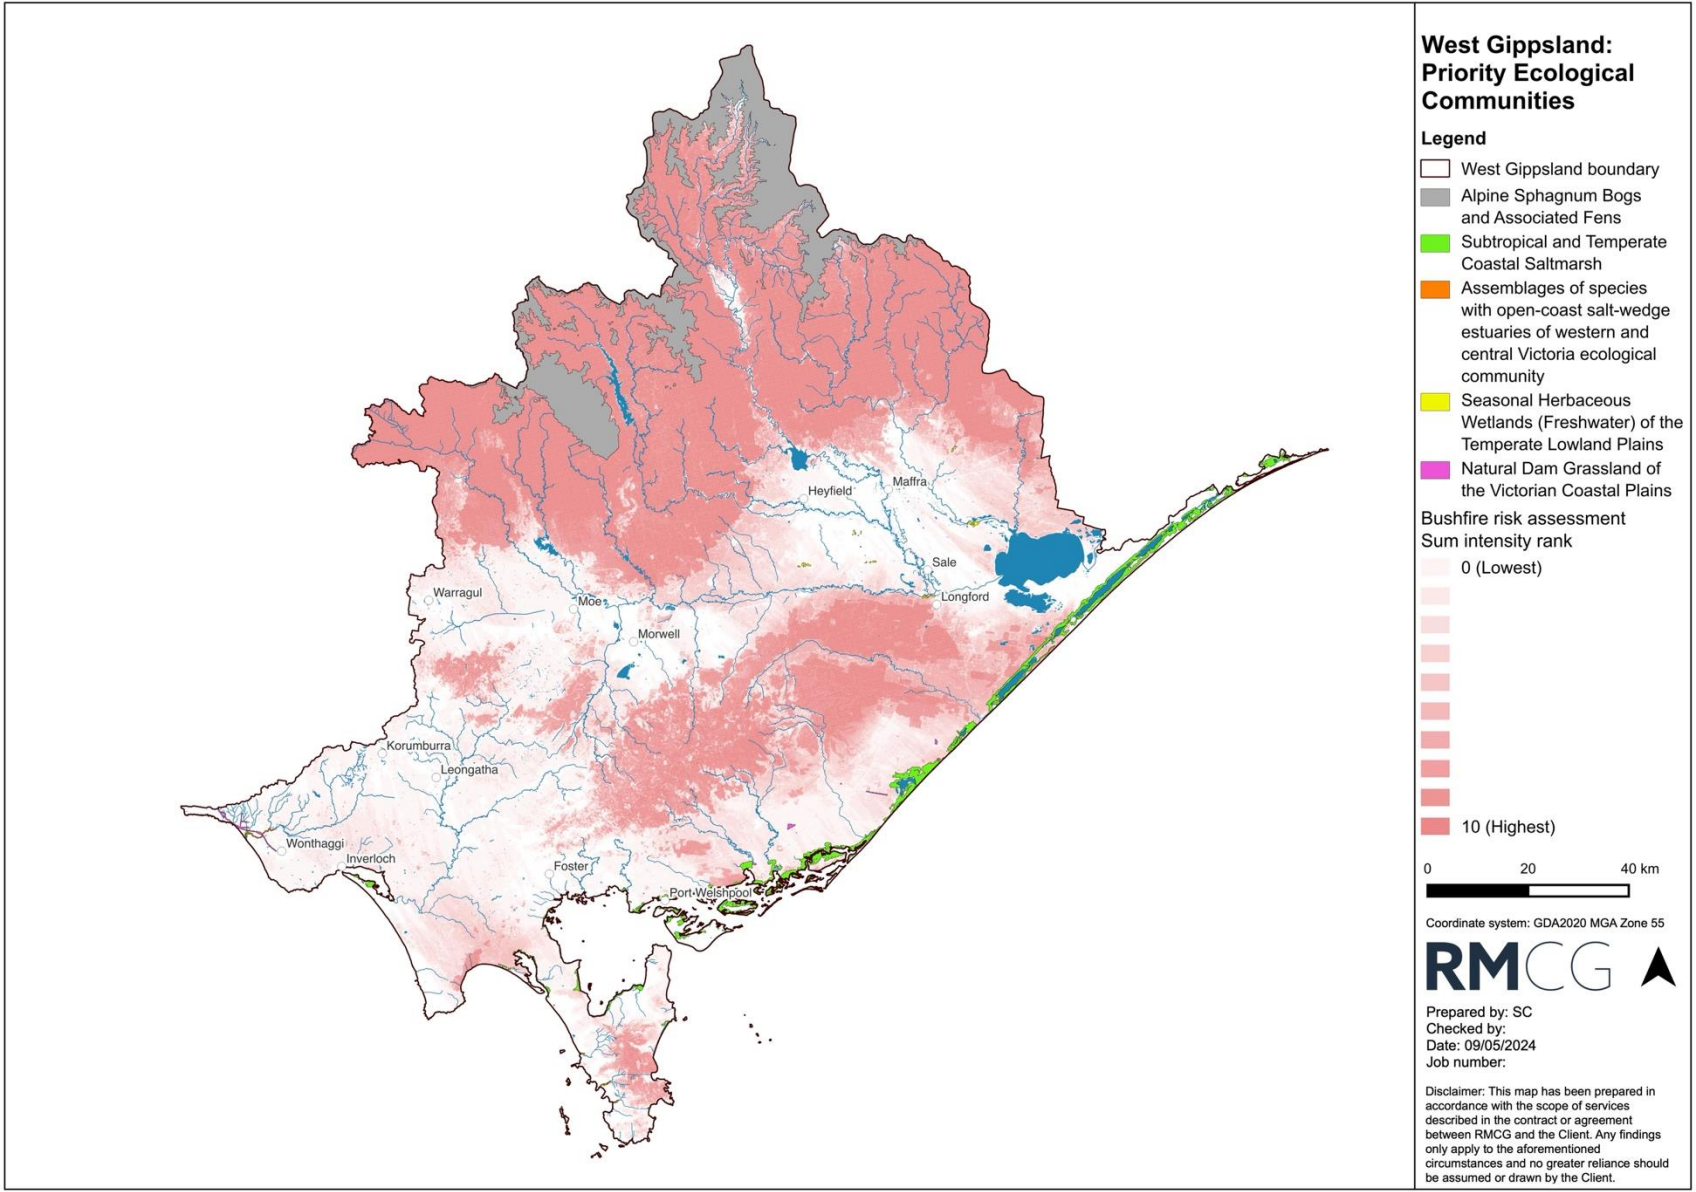 West Gippsland:
Priority Ecological
Communities
Legend
West Gippsland boundary
Alpine Sphagnum Bogs
and Associated Fens
Subtropical and Temperate
Coastal Saltmarsh
Assemblages of species
with open-coast salt-wedge
estuaries of western and
central Victoria ecological
community
Seasonal Herbaceous
Wetlands (Freshwater) of the
Temperate Lowland Plains
Natural Dam Grassland of
the Victorian Coastal Plains
Bushfire risk assessment
Sum intensity rank
0 (Lowest)
10 (Highest)
0 20 40 km
Coordinate system: GDA2020 MGA Zone 55
RMCG
Prepared by: SC
Checked by:
Date: 09/05/2024
Job number:
Disclaimer: This map has been prepared in
accordance with the scope of services
described in the contract or agreement
between RMCG and the Client. Any findings
only apply to the aforementioned
circumstances and no greater reliance should
be assumed or drawn by the Client.
Heyfield
Maffra
Sale
Longford
Warragul
Moe
Morwell
Korumburra
Leongatha
Wonthaggi
Inverloch
Foster
Port Welshpool